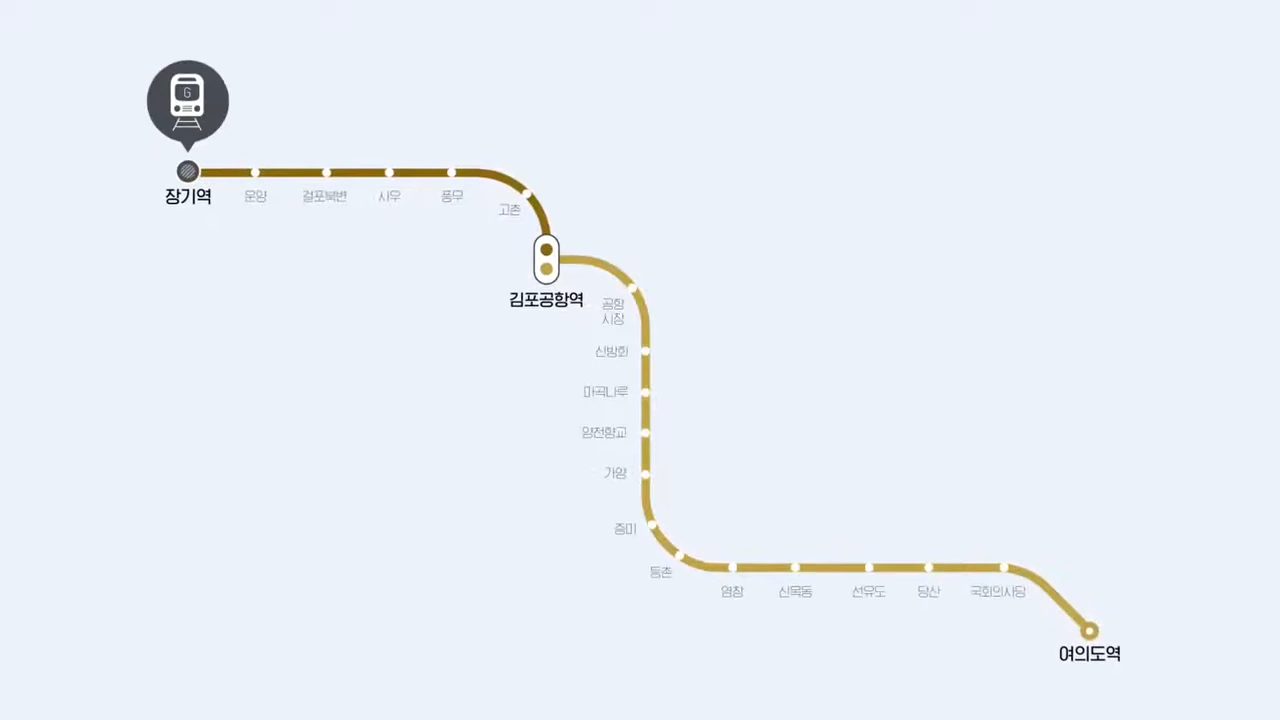 G
장기역
운양
걸포북변
사우
풍무
고촌
김포공항역
공항
시장
신방화
마곡나루
양천향교
가양
증미
등촌
염창
신목동
선유도
당산
국회의사당
여의도역